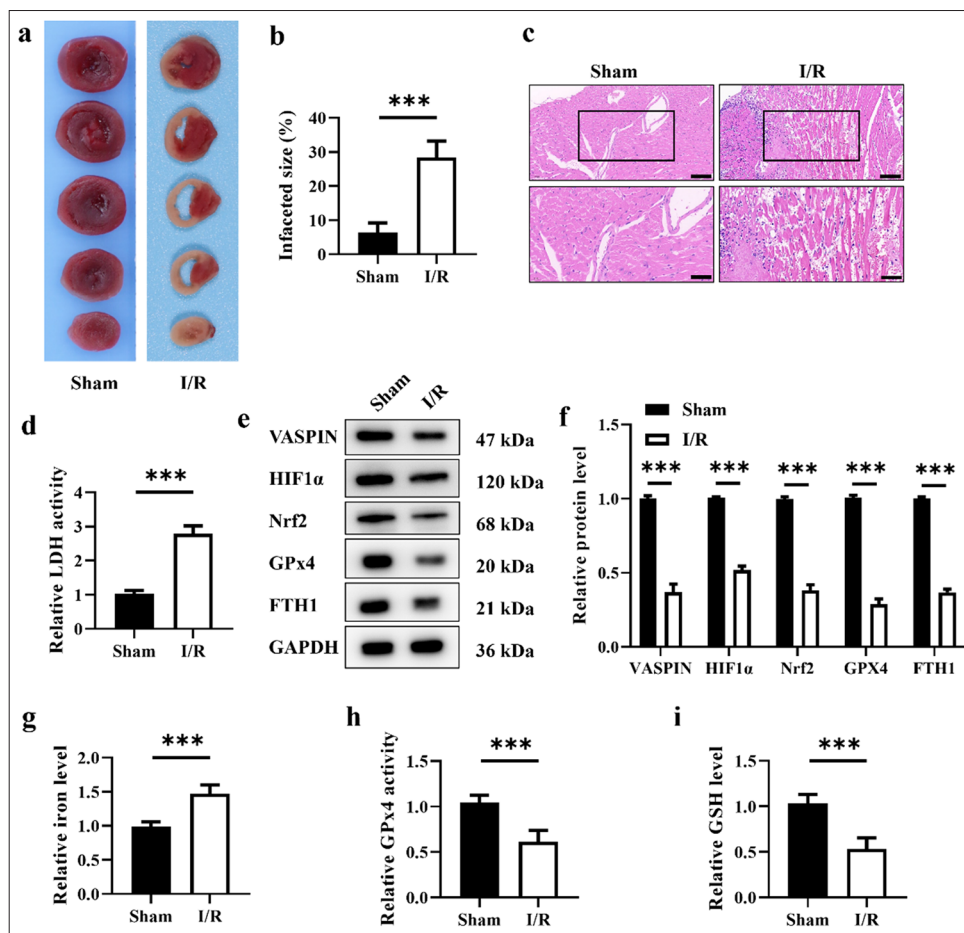 a
Sham
I/R
b
***
Infaceted size (%)
40
30
20
10
0
Sham
I/R
c
Sham
I/R
d
***
Relative LDH activity
4
3
2
1
0
Sham
I/R
e
Sham
I/R
VASPIN
47 kDa
HIF1α
120 kDa
Nrf2
68 kDa
GPx4
20 kDa
FTH1
21 kDa
GAPDH
36 kDa
f
Sham
I/R
Relative protein level
1.5
1.0
0.5
0.0
***
***
***
***
***
VASPIN
HIF1α
Nrf2
GPX4
FTH1
g
***
Relative iron level
2.0
1.5
1.0
0.5
0.0
Sham
I/R
h
***
Relative GPx4 activity
1.5
1.0
0.5
0.0
Sham
I/R
i
***
Relative GSH level
1.5
1.0
0.5
0.0
Sham
I/R